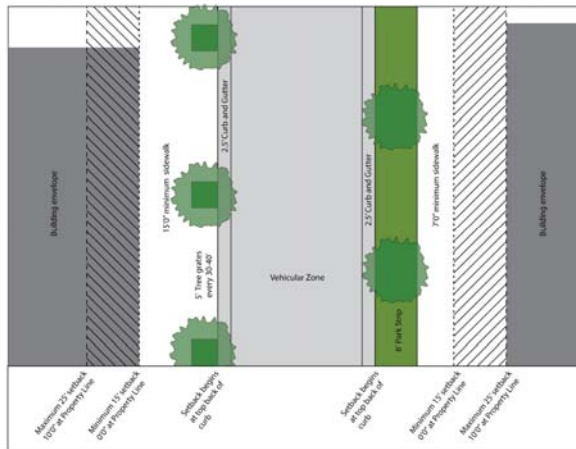 Building envelope
15'0" minimum sidewalk
5' Tree grates
every 30-40'
2.5' Curb and Gutter
Vehicular Zone
2.5' Curb and Gutter
8' Park Strip
7'0" minimum sidewalk
Building envelope
Maximum 25' setback
10'0" at Property Line
Minimum 15' setback
0'0" at Property Line
Setback begins
at top back of
curb
Setback begins
at top back of
curb
Minimum 15' setback
0'0" at Property Line
Maximum 25' setback
10'0" at Property Line